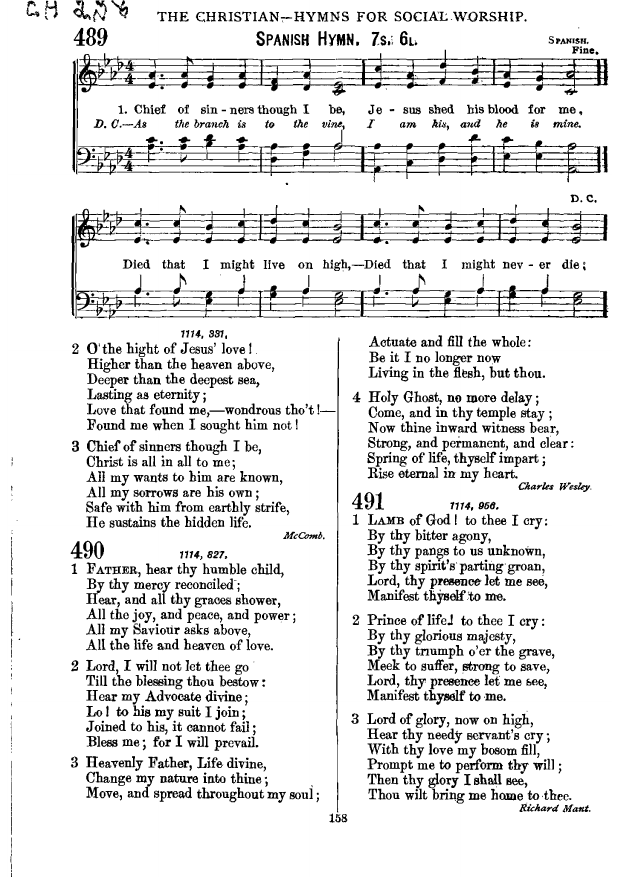 THE CHRISTIAN—HYMNS FOR SOCIAL WORSHIP.
489 SPANISH HYMN. 7s. 6L. SPANISH.
Fine.
1. Chief of sin-ners though I be, Je-sus shed his blood for me,
D. C.—As the branch is to the vine, I am his, and he is mine.
D. C.
Died that I might live on high,—Died that I might nev-er die;
1114, 331.
2 O the hight of Jesus' love!
Higher than the heaven above,
Deeper than the deepest sea,
Lasting as eternity;
Love that found me,—wondrous tho't!—
Found me when I sought him not!
3 Chief of sinners though I be,
Christ is all in all to me;
All my wants to him are known,
All my sorrows are his own;
Safe with him from earthly strife,
He sustains the hidden life.
McComb.
490 1114, 827.
1 FATHER, hear thy humble child,
By thy mercy reconciled;
Hear, and all thy graces shower,
All the joy, and peace, and power;
All my Saviour asks above,
All the life and heaven of love.
2 Lord, I will not let thee go
Till the blessing thou bestow:
Hear my Advocate divine;
Lo! to his my suit I join;
Joined to his, it cannot fail;
Bless me; for I will prevail.
3 Heavenly Father, Life divine,
Change my nature into thine;
Move, and spread throughout my soul;
Actuate and fill the whole:
Be it I no longer now
Living in the flesh, but thou.
4 Holy Ghost, no more delay;
Come, and in thy temple stay;
Now thine inward witness bear,
Strong, and permanent, and clear:
Spring of life, thyself impart;
Rise eternal in my heart.
Charles Wesley.
491 1114, 956.
1 LAMB of God! to thee I cry:
By thy bitter agony,
By thy pangs to us unknown,
By thy spirit's parting groan,
Lord, thy presence let me see,
Manifest thyself to me.
2 Prince of life! to thee I cry:
By thy glorious majesty,
By thy triumph o'er the grave,
Meek to suffer, strong to save,
Lord, thy presence let me see,
Manifest thyself to me.
3 Lord of glory, now on high,
Hear thy needy servant's cry;
With thy love my bosom fill,
Prompt me to perform thy will;
Then thy glory I shall see,
Thou wilt bring me home to thee.
Richard Mant.
158